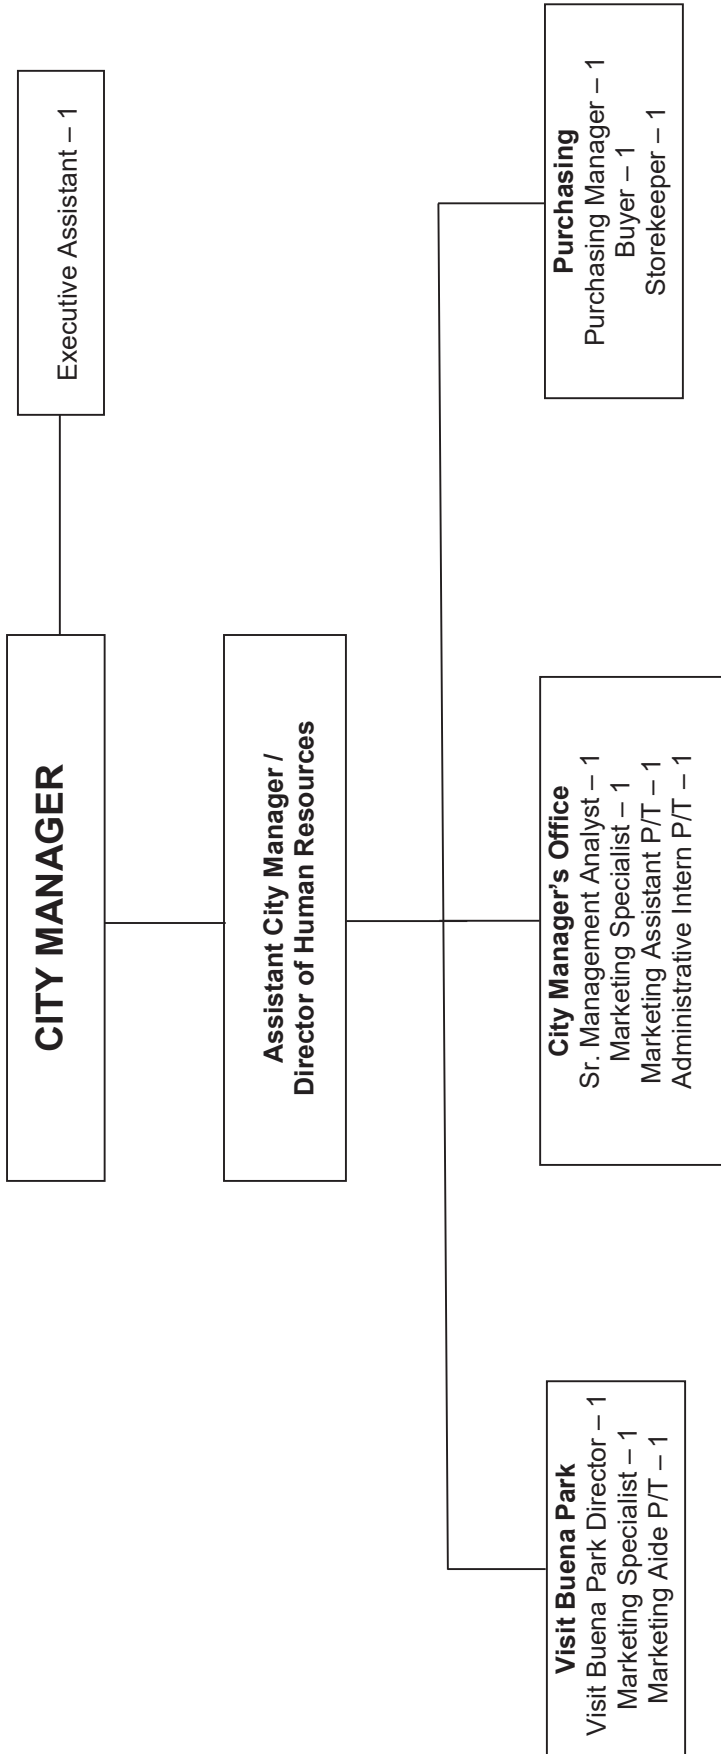 CITY MANAGER
Executive Assistant – 1
Assistant City Manager /
Director of Human Resources
Visit Buena Park
Visit Buena Park Director – 1
Marketing Specialist – 1
Marketing Aide P/T – 1
City Manager's Office
Sr. Management Analyst – 1
Marketing Specialist – 1
Marketing Assistant P/T – 1
Administrative Intern P/T – 1
Purchasing
Purchasing Manager – 1
Buyer – 1
Storekeeper – 1